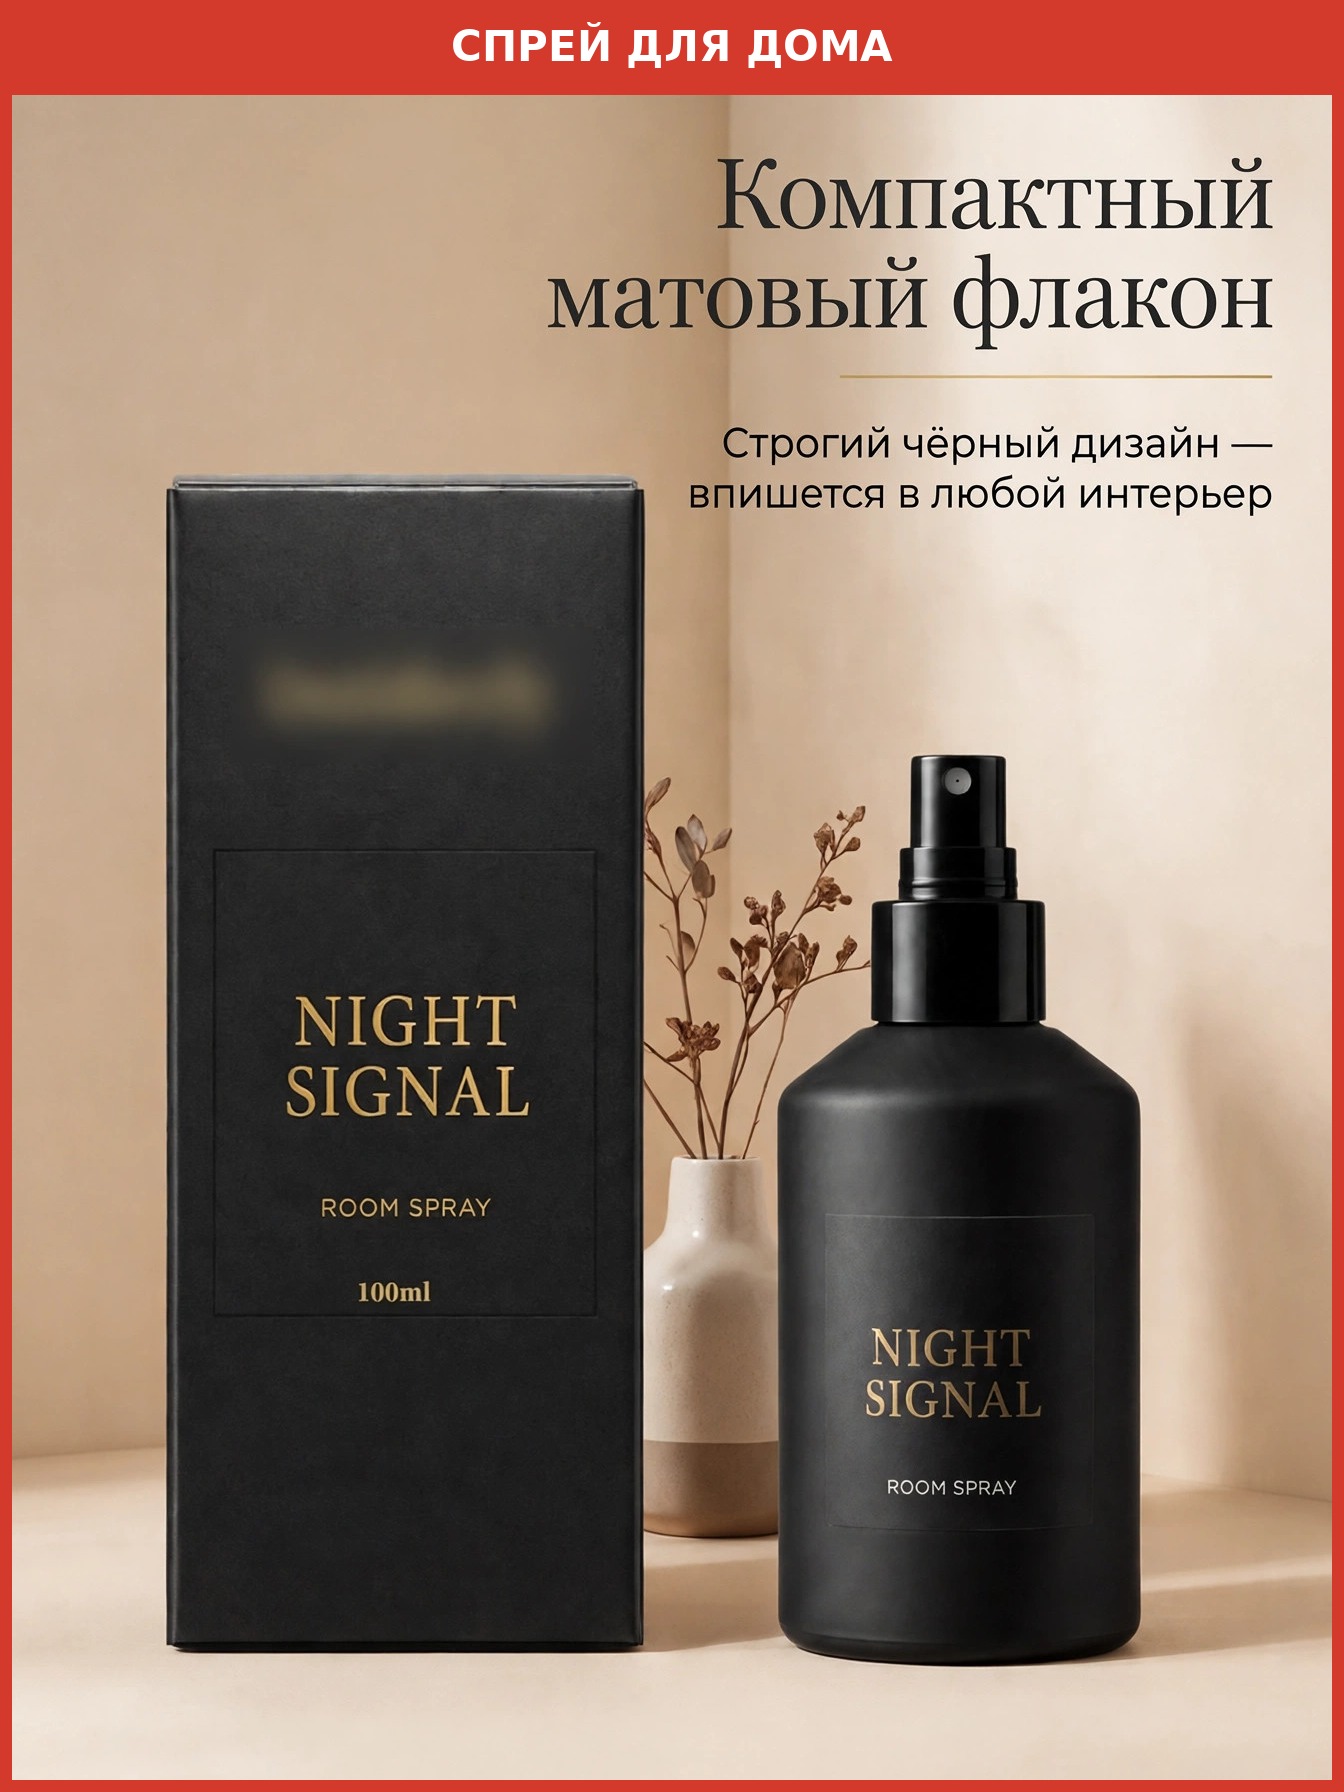 СПРЕЙ ДЛЯ ДОМА
Компактный
матовый флакон
Строгий чёрный дизайн —
впишется в любой интерьер
NIGHT
SIGNAL
ROOM SPRAY
100ml
NIGHT
SIGNAL
ROOM SPRAY